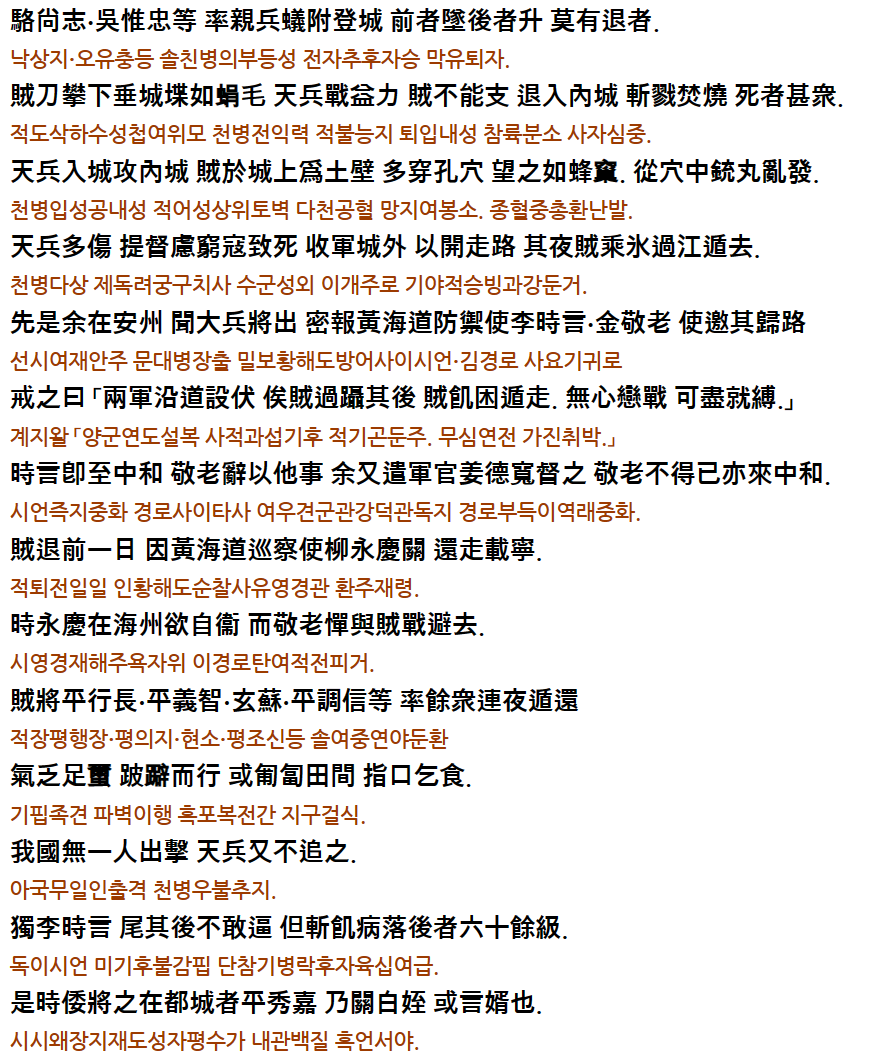 駱尙志·吳惟忠等 率親兵蟻附登城 前者墜後者升 莫有退者.
낙상지·오유충등 솔친병의부등성 전자추후자승 막유퇴자.
賊刀攀下垂城堞如蝟毛 天兵戰益力 賊不能支 退入內城 斬戮焚燒 死者甚衆.
적도삭하수성첩여위모 천병전익력 적불능지 퇴입내성 참륙분소 사자심중.
天兵入城攻內城 賊於城上爲土壁 多穿孔穴 望之如蜂窠. 從穴中銃丸亂發.
천병입성공내성 적어성상위토벽 다천공혈 망지여봉소. 종혈중총환난발.
天兵多傷 提督慮窮寇致死 收軍城外 以開走路 其夜賊乘氷過江遁去.
천병다상 제독려궁구치사 수군성외 이개주로 기야적승빙과강둔거.
先是余在安州 聞大兵將出 密報黃海道防禦使李時言·金敬老 使邀其歸路
선시여재안주 문대병장출 밀보황해도방어사이시언·김경로 사요기귀로
戒之曰「兩軍沿道設伏 俟賊過躡其後 賊飢困遁走. 無心戀戰 可盡就縛.」
계지왈「양군연도설복 사적과섭기후 적기곤둔주. 무심연전 가진취박.」
時言卽至中和 敬老辭以他事 余又遣軍官姜德寬督之 敬老不得已亦來中和.
시언즉지중화 경로사이타사 여우견군관강덕관독지 경로부득이역래중화.
賊退前一日 因黃海道巡察使柳永慶關 還走載寧.
적퇴전일일 인황해도순찰사유영경관 환주재령.
時永慶在海州欲自衞 而敬老憚與賊戰避去.
시영경재해주욕자위 이경로탄여적전피거.
賊將平行長·平義智·玄蘇·平調信等 率餘衆連夜遁還
적장평행장·평의지·현소·평조신등 솔여중연야둔환
氣乏足繭 跛躃而行 或匍匐田間 指口乞食.
기핍족견 파벽이행 혹포복전간 지구걸식.
我國無一人出擊 天兵又不追之.
아국무일인출격 천병우불추지.
獨李時言 尾其後不敢逼 但斬飢病落後者六十餘級.
독이시언 미기후불감핍 단참기병락후자육십여급.
是時倭將之在都城者平秀嘉 乃關白姪 或言婿也.
시시왜장지재도성자평수가 내관백질 혹언서야.